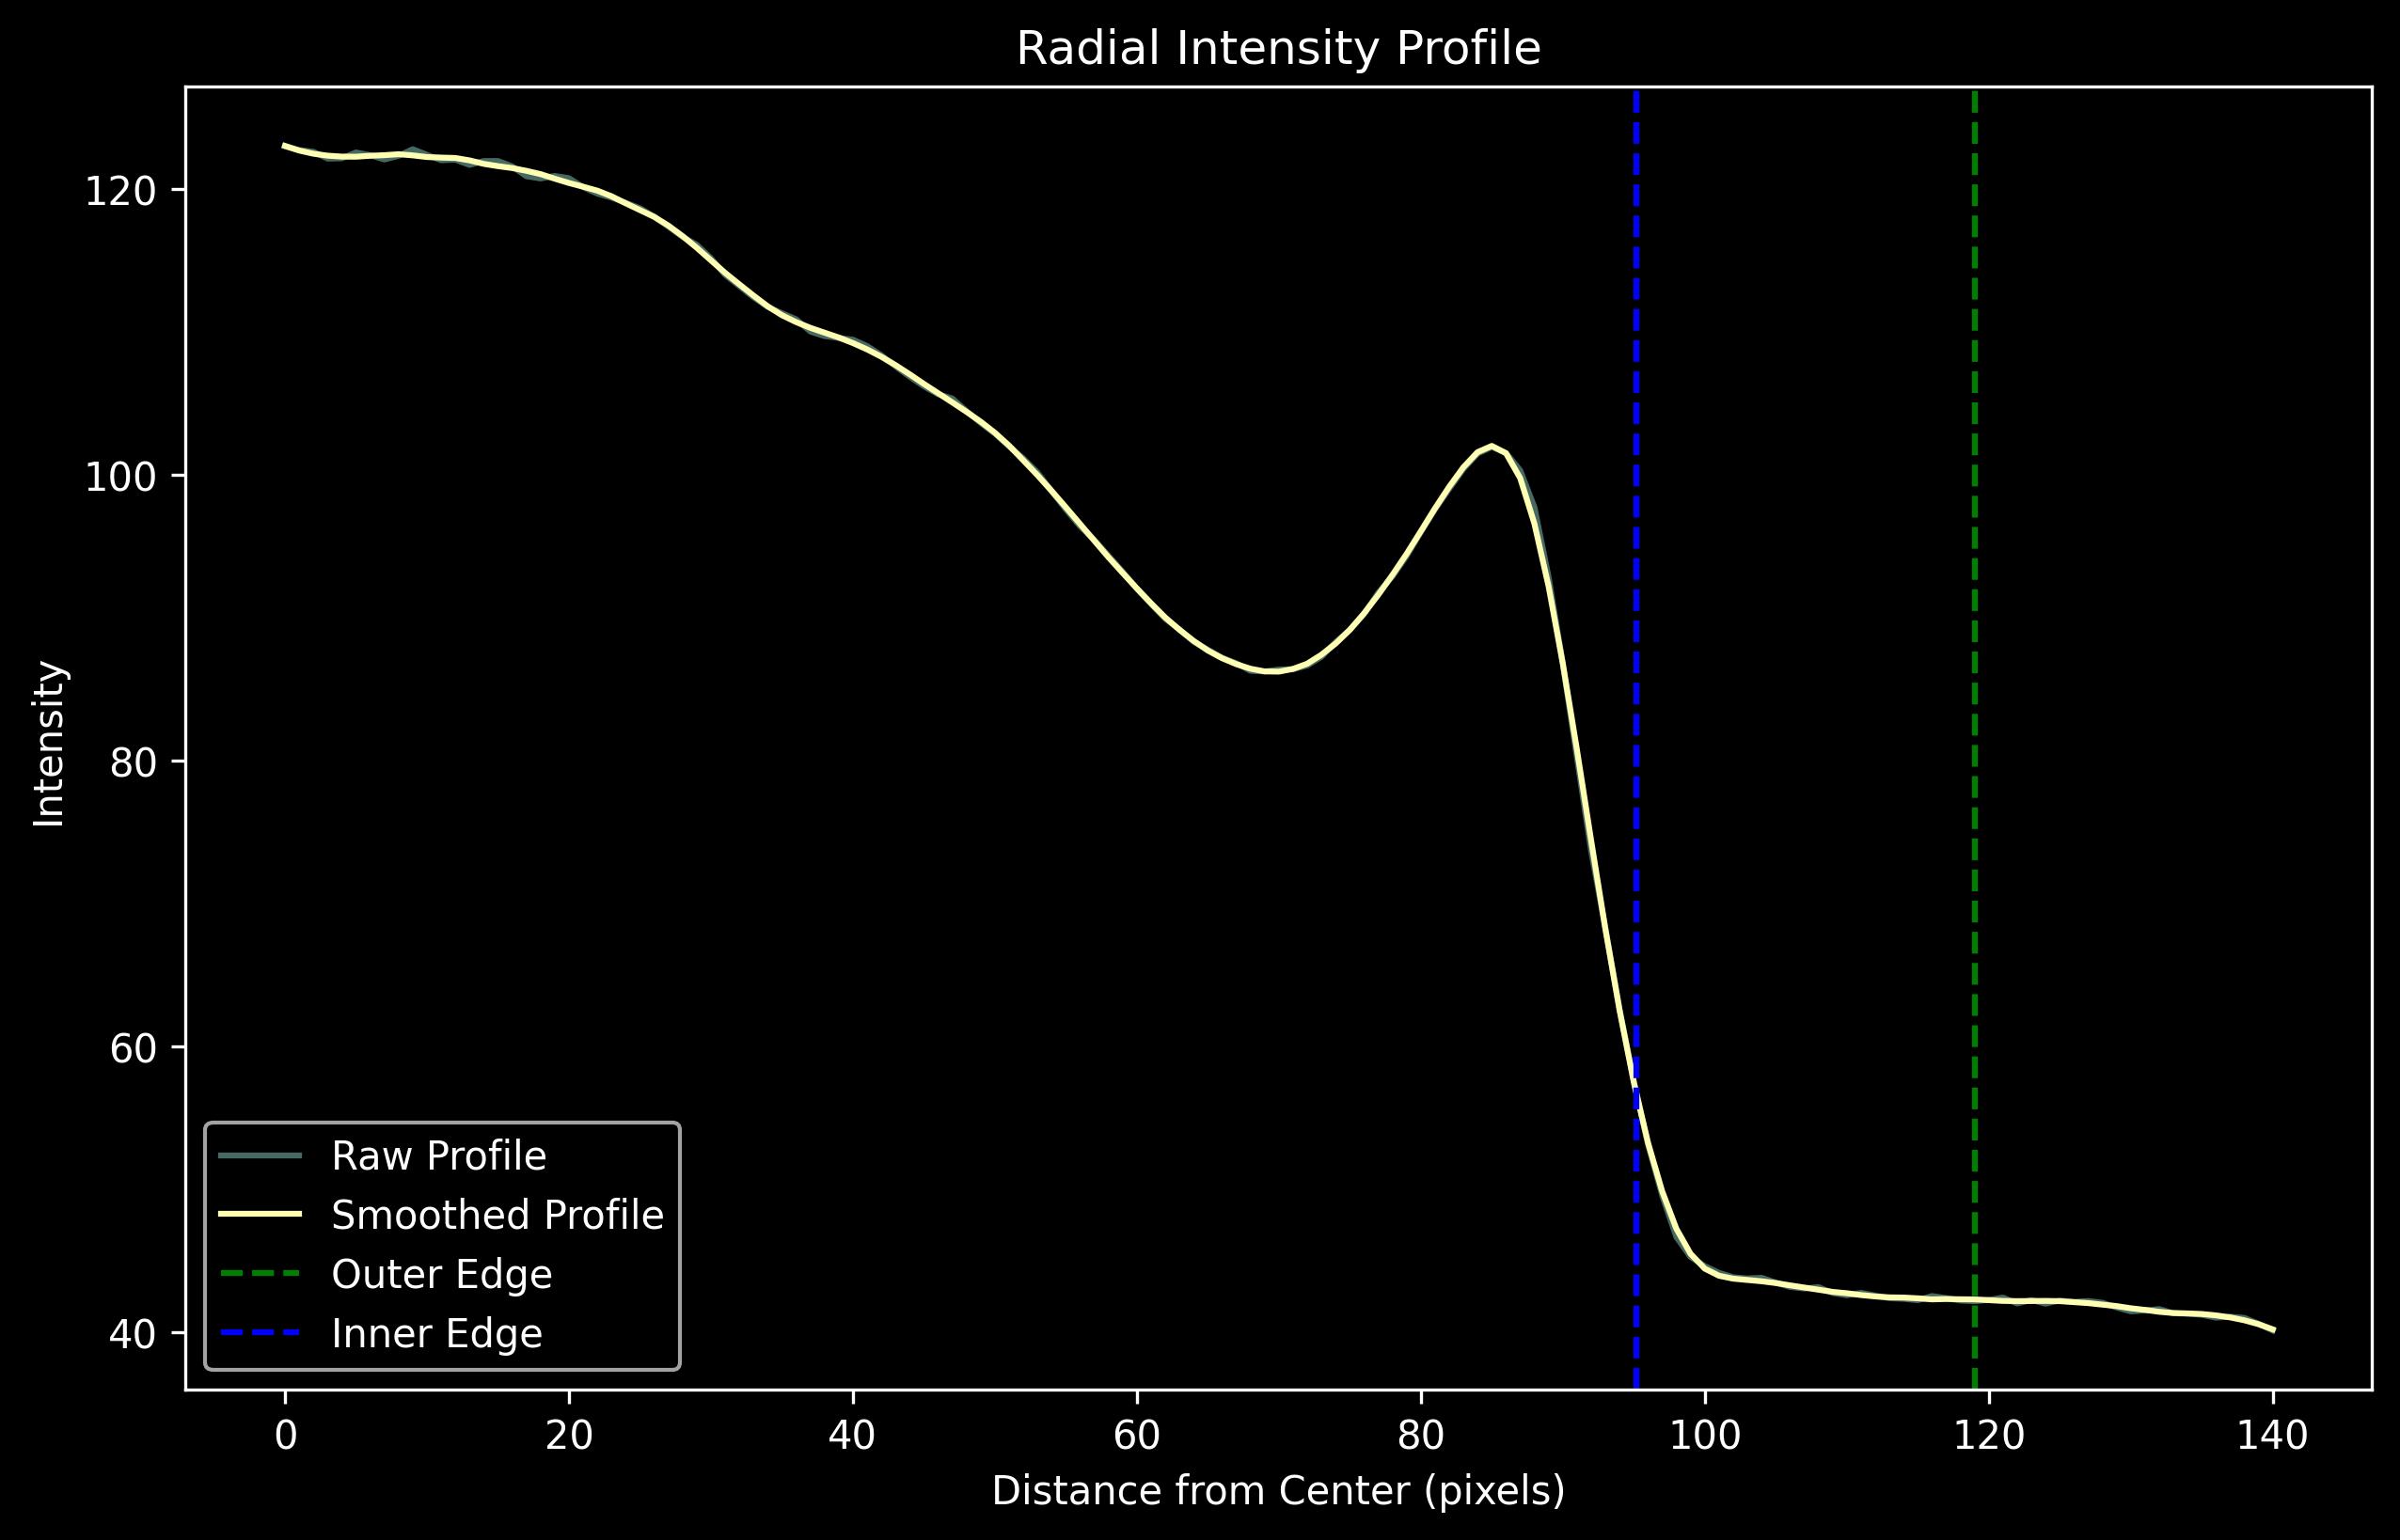 Radial Intensity Profile
120
100
80
60
40
Intensity
Raw Profile
Smoothed Profile
Outer Edge
Inner Edge
0 20 40 60 80 100 120 140
Distance from Center (pixels)